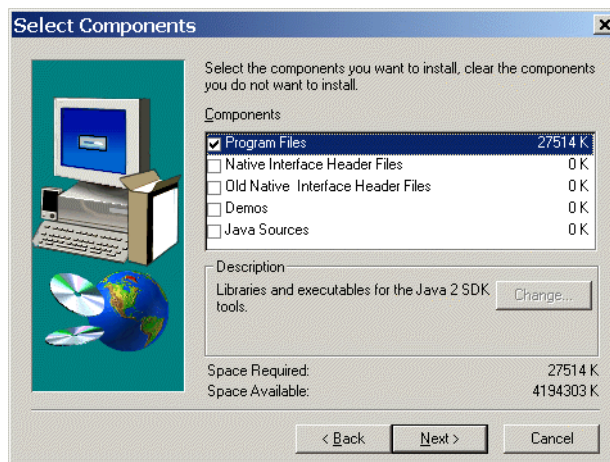 Select Components
Select the components you want to install, clear the components
you do not want to install.
Components
Program Files 27514 K
Native Interface Header Files 0 K
Old Native Interface Header Files 0 K
Demos 0 K
Java Sources 0 K
Description
Libraries and executables for the Java 2 SDK
tools.
Change...
Space Required: 27514 K
Space Available: 4194303 K
< Back Next > Cancel